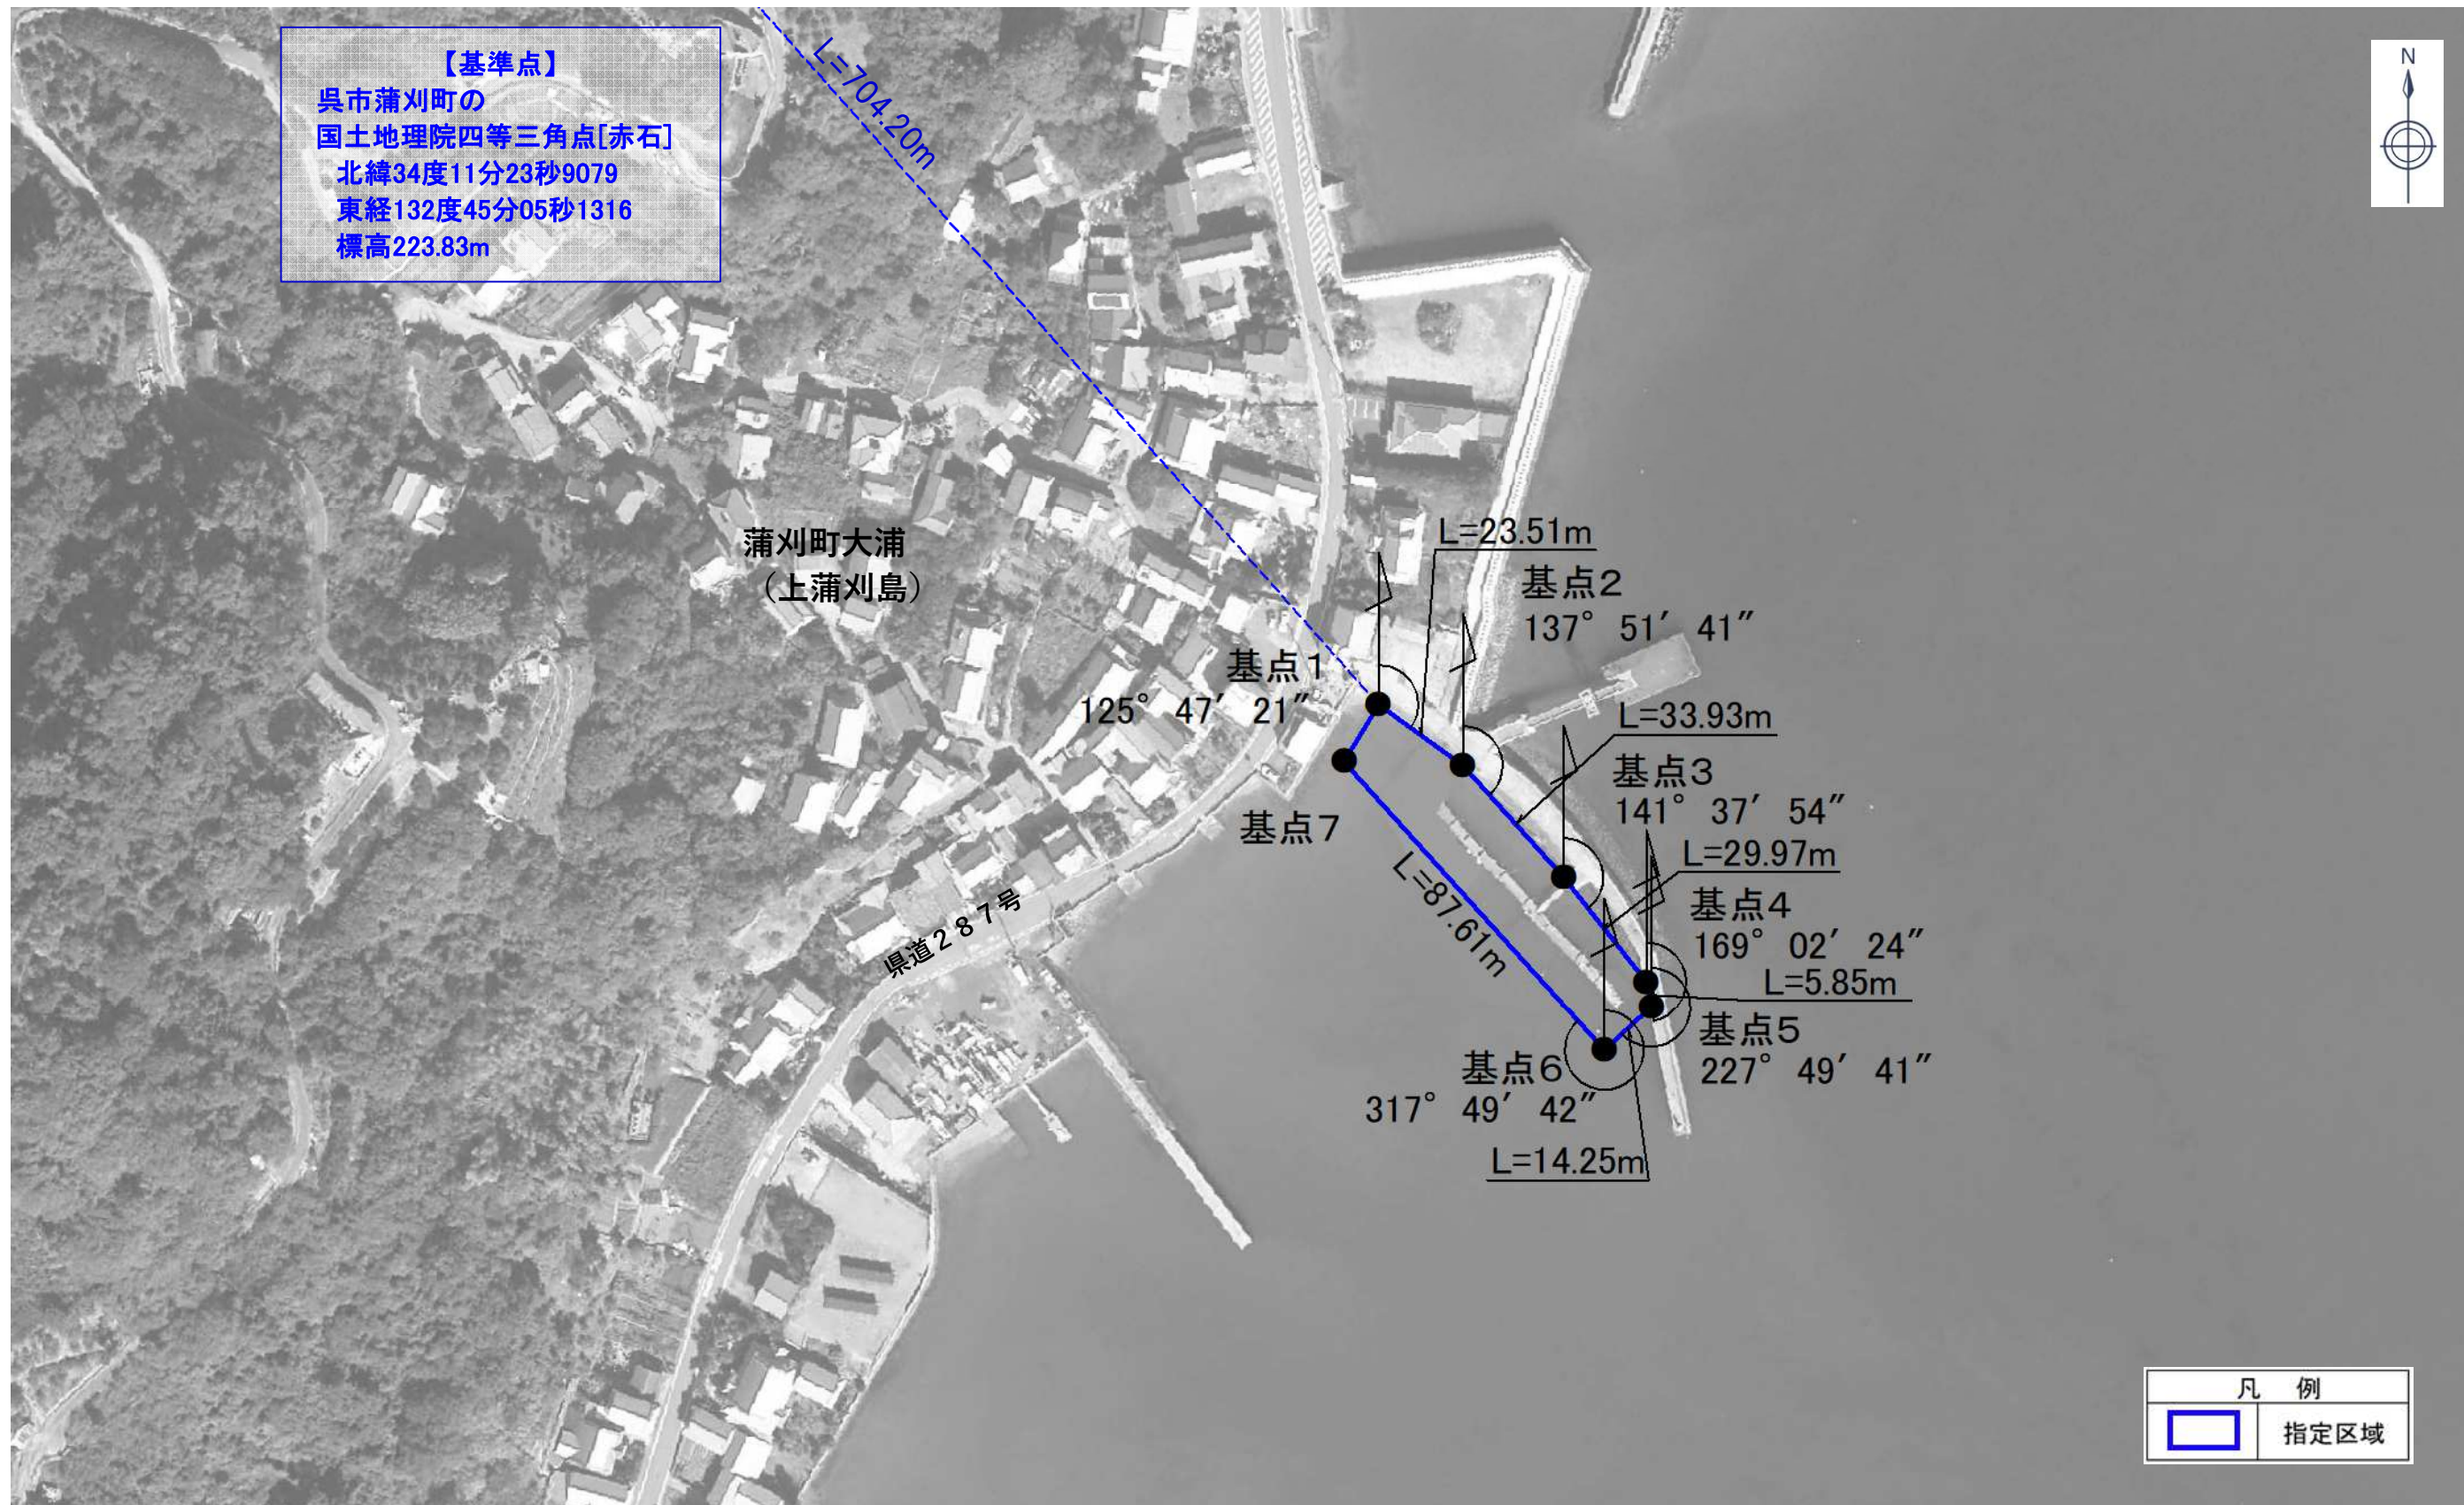 【基準点】
呉市蒲刈町の
国土地理院四等三角点[赤石]
北緯34度11分23秒9079
東経132度45分05秒1316
標高223.83m
L=704.20m
N
蒲刈町大浦
（上蒲刈島）
L=23.51m
基点2
137° 51′ 41″
基点1
125° 47′ 21″
L=33.93m
基点3
141° 37′ 54″
基点7
L=29.97m
L=87.61m
基点4
169° 02′ 24″
県道２８７号
L=5.85m
基点5
227° 49′ 41″
基点6
317° 49′ 42″
L=14.25m
凡 例
指定区域